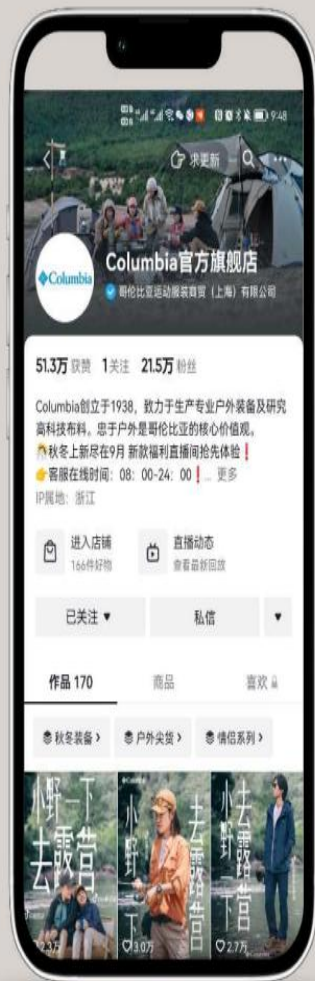 9:48
求更新
Columbia
Columbia官方旗舰店
哥伦比亚运动服装商贸（上海）有限公司
51.3万 获赞 1关注 21.5万 粉丝
Columbia创立于1938，致力于生产专业户外装备及研究
高科技布料。忠于户外是哥伦比亚的核心价值观。
秋冬上新尽在9月 新款福利直播间抢先体验❗
客服在线时间：08：00-24：00❗... 更多
IP属地：浙江
进入店铺
166件好物
直播动态
查看最新回放
已关注 ▼
私信
▼
作品 170
商品
喜欢
秋冬装备 ›
户外尖货 ›
情侣系列 ›
小野一下
去露营
2.3万
小野一下
去露营
3.0万
小野一下
去露营
2.7万